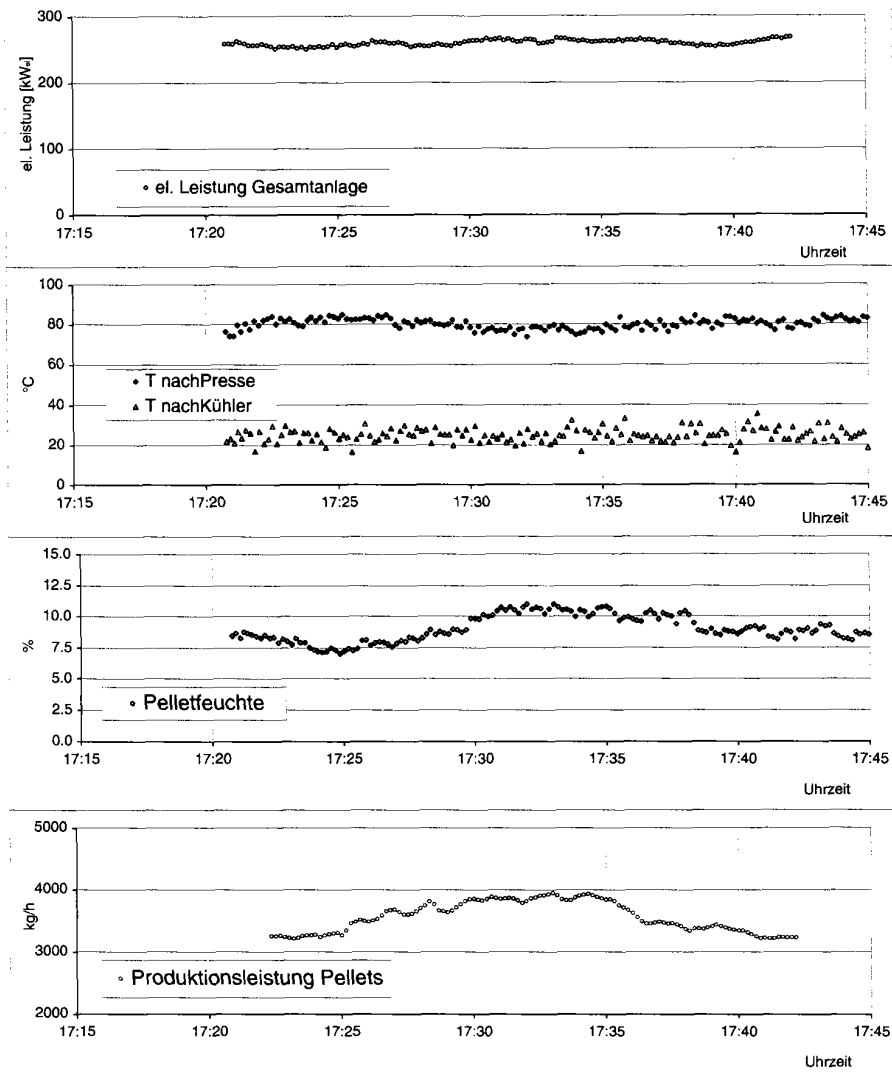 el. Leistung [kWel]
300
200
100
0
el. Leistung Gesamtanlage
17:15 17:20 17:25 17:30 17:35 17:40 17:45
Uhrzeit
°C
100
80
60
40
20
0
T nachPresse
T nachKühler
17:15 17:20 17:25 17:30 17:35 17:40 17:45
Uhrzeit
%
15.0
12.5
10.0
7.5
5.0
2.5
0.0
Pelletfeuchte
17:15 17:20 17:25 17:30 17:35 17:40 17:45
Uhrzeit
kg/h
5000
4000
3000
2000
Produktionsleistung Pellets
17:15 17:20 17:25 17:30 17:35 17:40 17:45
Uhrzeit